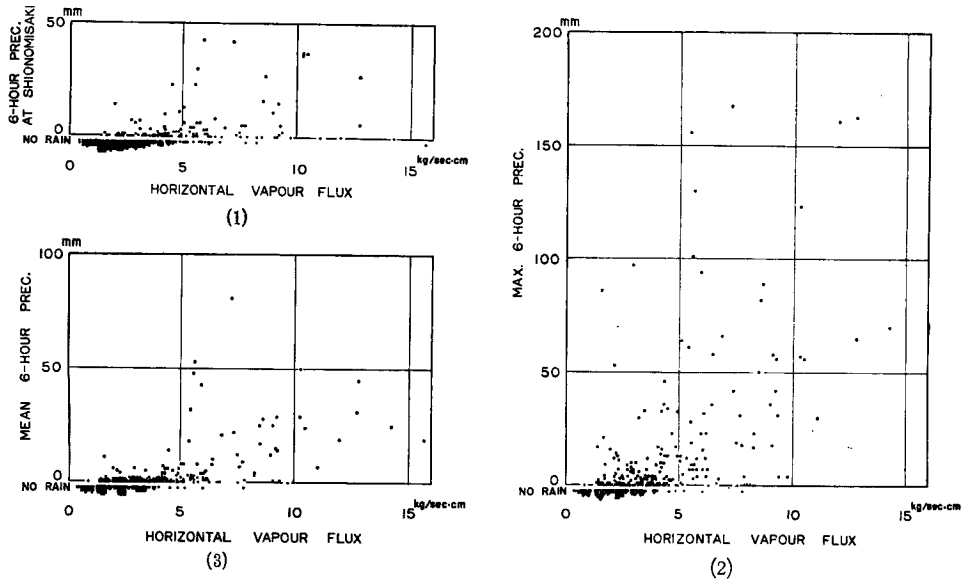 mm
50
6-HOUR PREC.
AT SHIONOMISAKI
0
NO RAIN
0
5
10
15
kg/sec·cm
HORIZONTAL VAPOUR FLUX
(1)
mm
100
MEAN 6-HOUR PREC.
50
0
NO RAIN
0
5
10
15
kg/sec·cm
HORIZONTAL VAPOUR FLUX
(3)
mm
200
150
MAX. 6-HOUR PREC.
100
50
0
NO RAIN
0
5
10
15
kg/sec·cm
HORIZONTAL VAPOUR FLUX
(2)